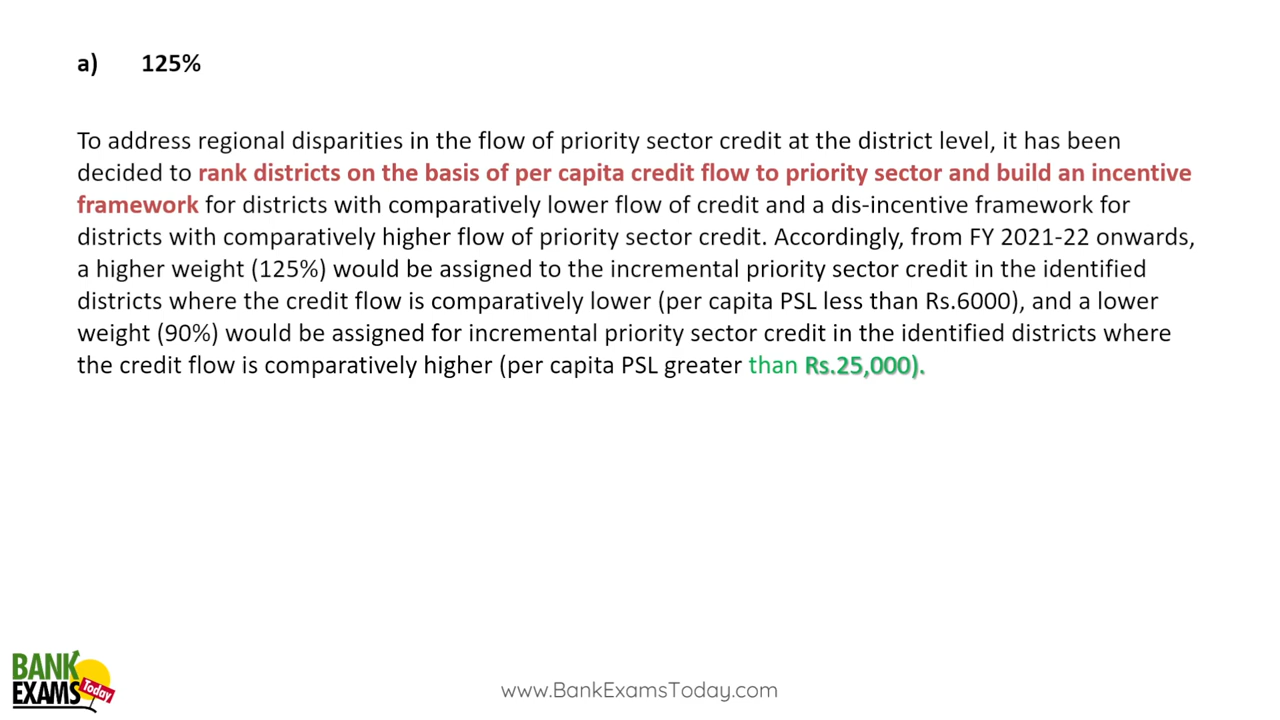 a) 125%
To address regional disparities in the flow of priority sector credit at the district level, it has been
decided to rank districts on the basis of per capita credit flow to priority sector and build an incentive
framework for districts with comparatively lower flow of credit and a dis-incentive framework for
districts with comparatively higher flow of priority sector credit. Accordingly, from FY 2021-22 onwards,
a higher weight (125%) would be assigned to the incremental priority sector credit in the identified
districts where the credit flow is comparatively lower (per capita PSL less than Rs.6000), and a lower
weight (90%) would be assigned for incremental priority sector credit in the identified districts where
the credit flow is comparatively higher (per capita PSL greater than Rs.25,000).
BANK
EXAMS
Today
www.BankExamsToday.com